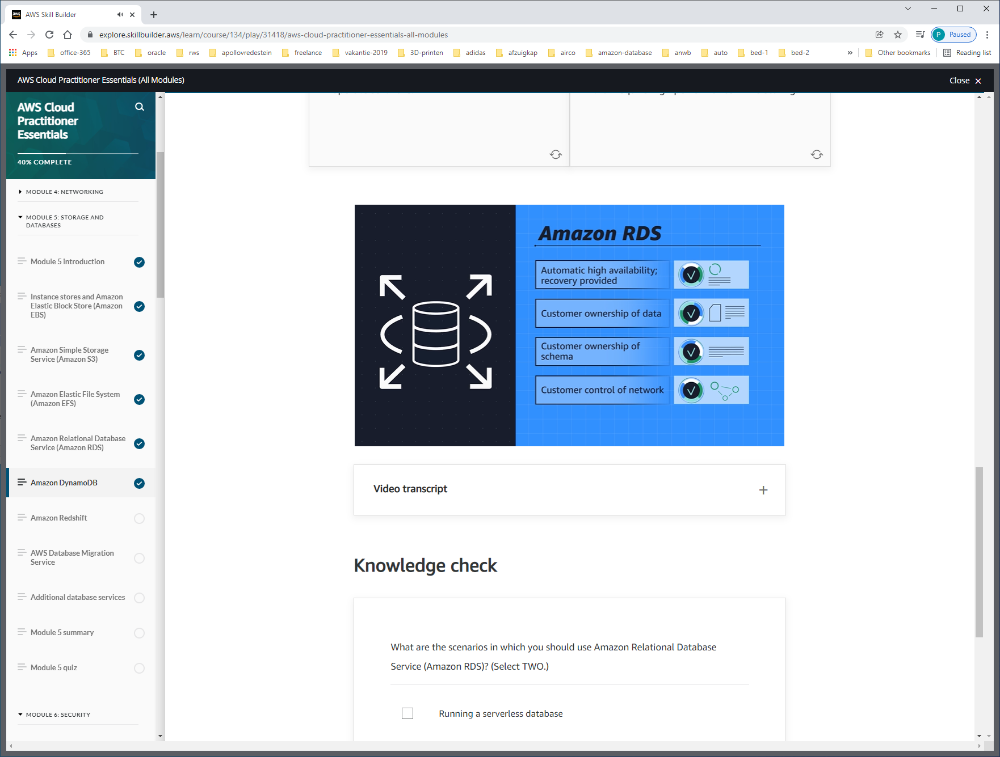 AWS Skill Builder
explore.skillbuilder.aws/learn/course/134/play/31418/aws-cloud-practitioner-essentials-all-modules
P Paused
Apps office-365 BTC oracle rws apollovredestein freelance vakantie-2019 3D-printen adidas afzuigkap airco amazon-database anwb auto bed-1 bed-2 » Other bookmarks Reading list
AWS Cloud Practitioner Essentials (All Modules)
Close
AWS Cloud
Practitioner
Essentials
40% COMPLETE
MODULE 4: NETWORKING
MODULE 5: STORAGE AND
DATABASES
Module 5 introduction
Instance stores and Amazon
Elastic Block Store (Amazon
EBS)
Amazon Simple Storage
Service (Amazon S3)
Amazon Elastic File System
(Amazon EFS)
Amazon Relational Database
Service (Amazon RDS)
Amazon DynamoDB
Amazon Redshift
AWS Database Migration
Service
Additional database services
Module 5 summary
Module 5 quiz
MODULE 6: SECURITY
Amazon RDS
Automatic high availability;
recovery provided
Customer ownership of data
Customer ownership of
schema
Customer control of network
Video transcript
Knowledge check
What are the scenarios in which you should use Amazon Relational Database
Service (Amazon RDS)? (Select TWO.)
Running a serverless database